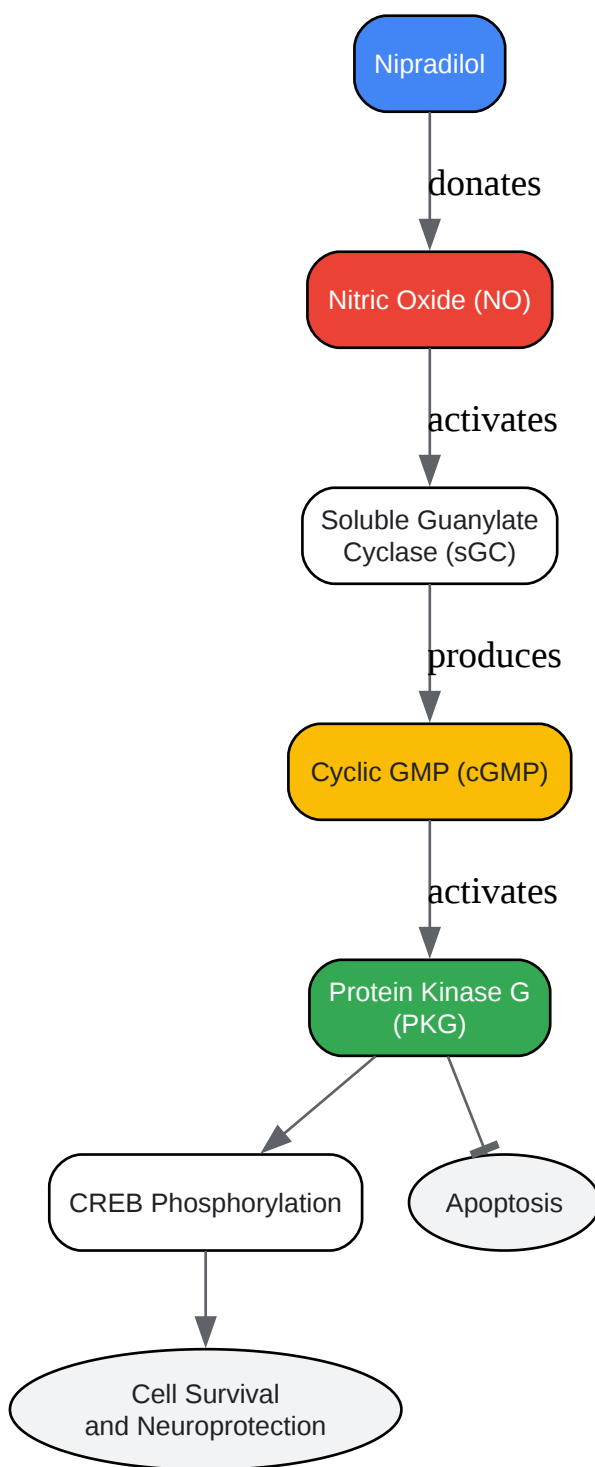 Nipradilol
donates
Nitric Oxide (NO)
activates
Soluble Guanylate
Cyclase (sGC)
produces
Cyclic GMP (cGMP)
activates
Protein Kinase G
(PKG)
CREB Phosphorylation
Apoptosis
Cell Survival
and Neuroprotection